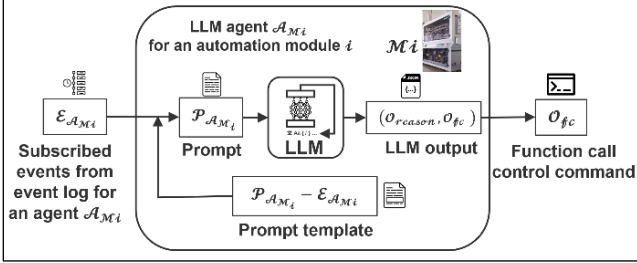 LLM agent 𝒜ℳ𝒾
for an automation module 𝒾
ℳ𝒾
JSON
{...}
ℰ𝒜ℳ𝒾
𝒫𝒜ℳ𝒾
(𝒪𝓇ℯ𝒶𝓈ℴ𝓃, 𝒪𝒻𝒸)
𝒪𝒻𝒸
Prompt
LLM
LLM output
Subscribed
events from
event log for
an agent 𝒜ℳ𝒾
Function call
control command
𝒫𝒜ℳ𝒾 − ℰ𝒜ℳ𝒾
Prompt template